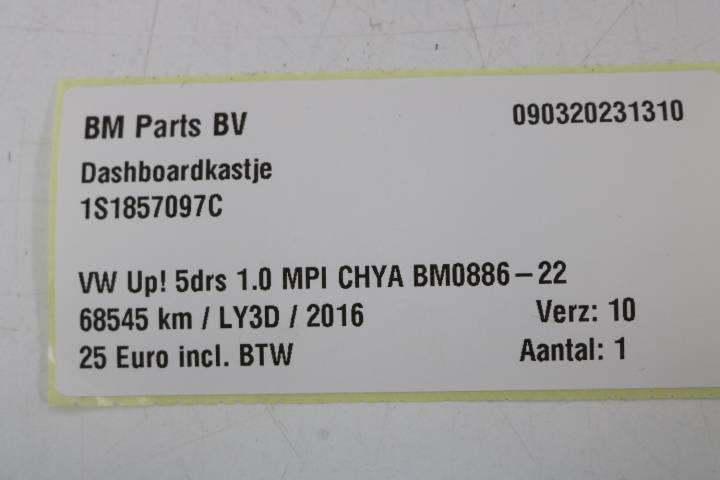 BM Parts BV 090320231310
Dashboardkastje
1S1857097C
VW Up! 5drs 1.0 MPI CHYA BM0886-22
68545 km / LY3D / 2016 Verz: 10
25 Euro incl. BTW Aantal: 1